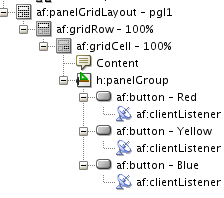 af:panelGridLayout - pgl1
af:gridRow - 100%
af:gridCell - 100%
Content
h:panelGroup
af:button - Red
af:clientListener
af:button - Yellow
af:clientListener
af:button - Blue
af:clientListener